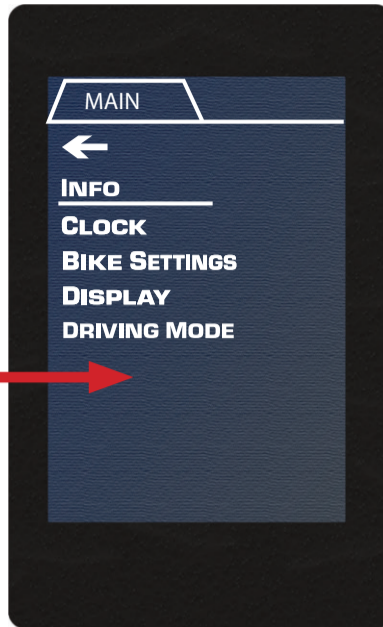 MAIN
INFO
CLOCK
BIKE SETTINGS
DISPLAY
DRIVING MODE